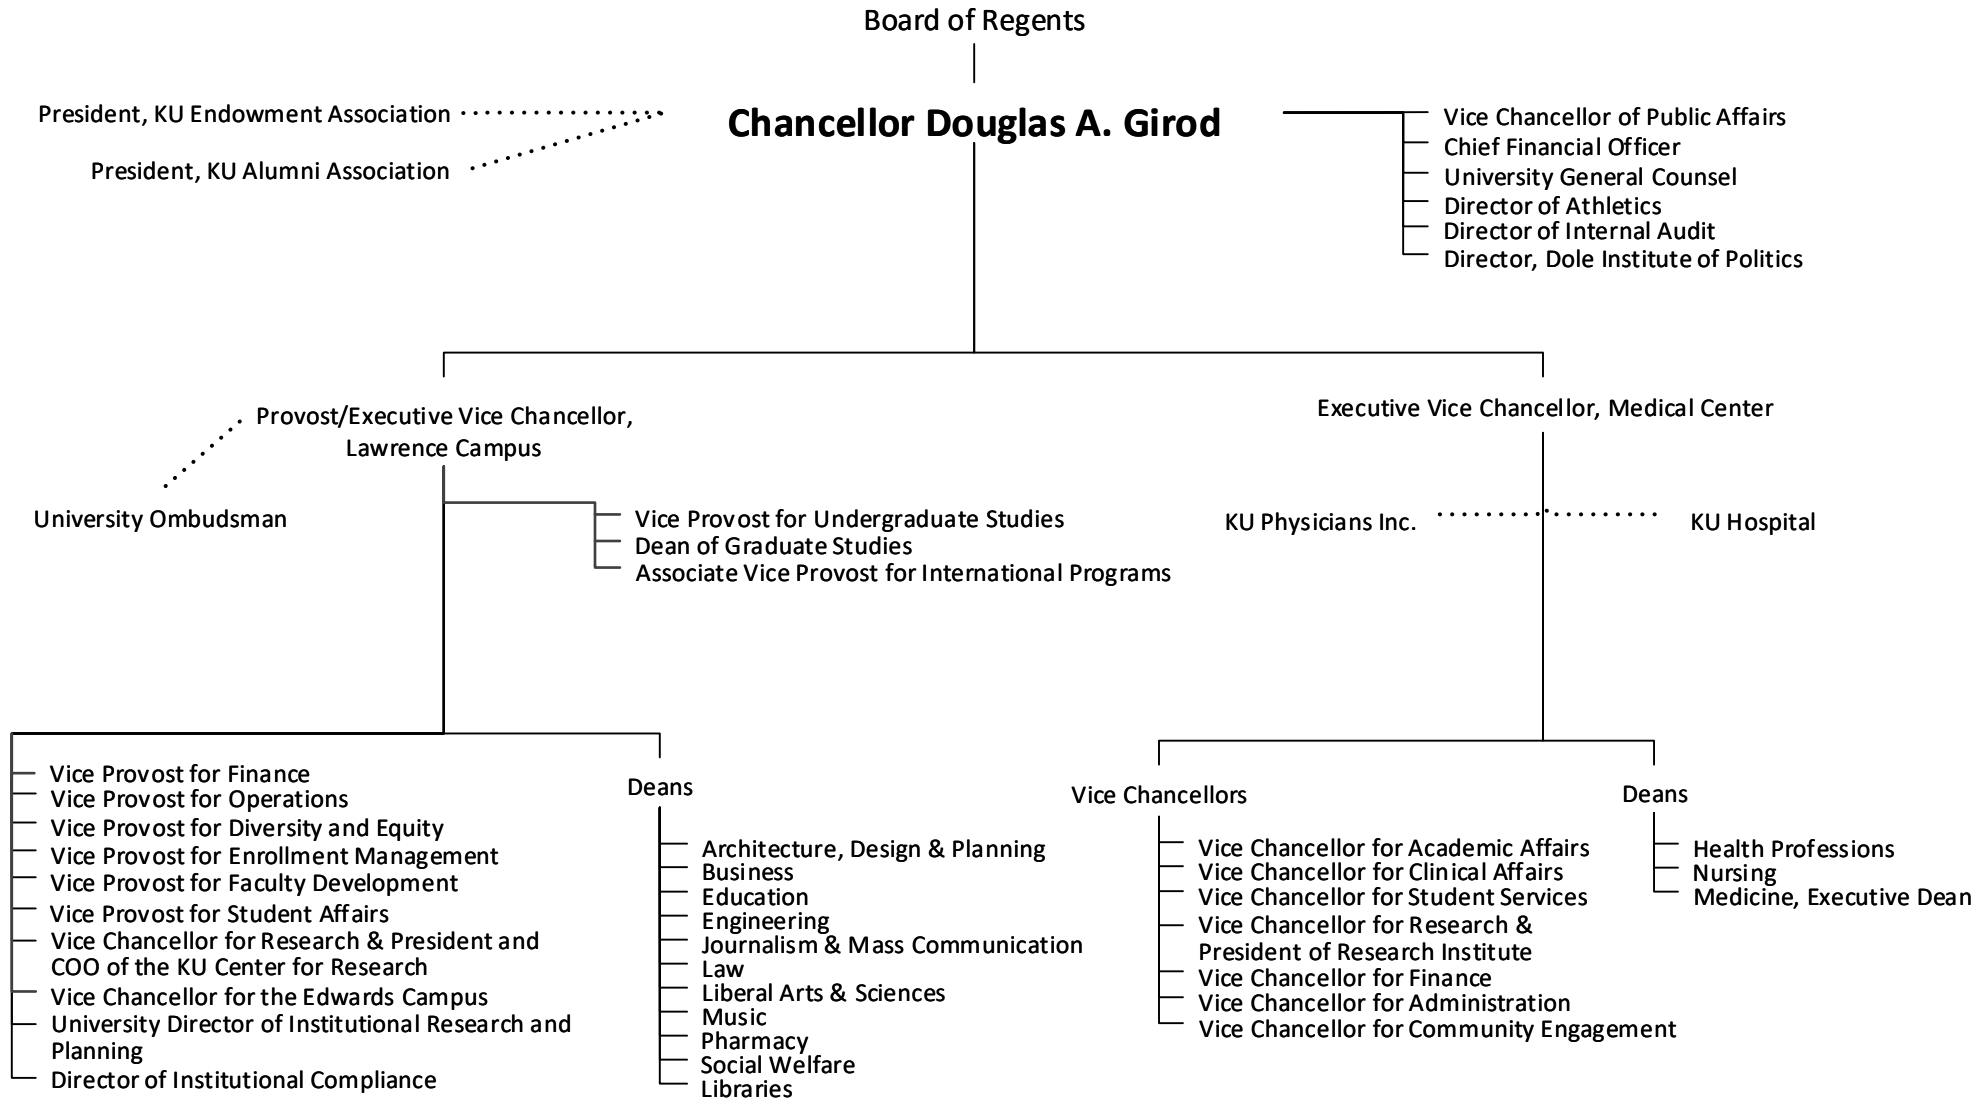 Board of Regents
President, KU Endowment Association
Chancellor Douglas A. Girod
President, KU Alumni Association
Vice Chancellor of Public Affairs
Chief Financial Officer
University General Counsel
Director of Athletics
Director of Internal Audit
Director, Dole Institute of Politics
Provost/Executive Vice Chancellor,
Lawrence Campus
University Ombudsman
Vice Provost for Undergraduate Studies
Dean of Graduate Studies
Associate Vice Provost for International Programs
Executive Vice Chancellor, Medical Center
KU Physicians Inc.
KU Hospital
Vice Provost for Finance
Vice Provost for Operations
Vice Provost for Diversity and Equity
Vice Provost for Enrollment Management
Vice Provost for Faculty Development
Vice Provost for Student Affairs
Vice Chancellor for Research & President and
COO of the KU Center for Research
Vice Chancellor for the Edwards Campus
University Director of Institutional Research and
Planning
Director of Institutional Compliance
Deans
Architecture, Design & Planning
Business
Education
Engineering
Journalism & Mass Communication
Law
Liberal Arts & Sciences
Music
Pharmacy
Social Welfare
Libraries
Vice Chancellors
Vice Chancellor for Academic Affairs
Vice Chancellor for Clinical Affairs
Vice Chancellor for Student Services
Vice Chancellor for Research &
President of Research Institute
Vice Chancellor for Finance
Vice Chancellor for Administration
Vice Chancellor for Community Engagement
Deans
Health Professions
Nursing
Medicine, Executive Dean